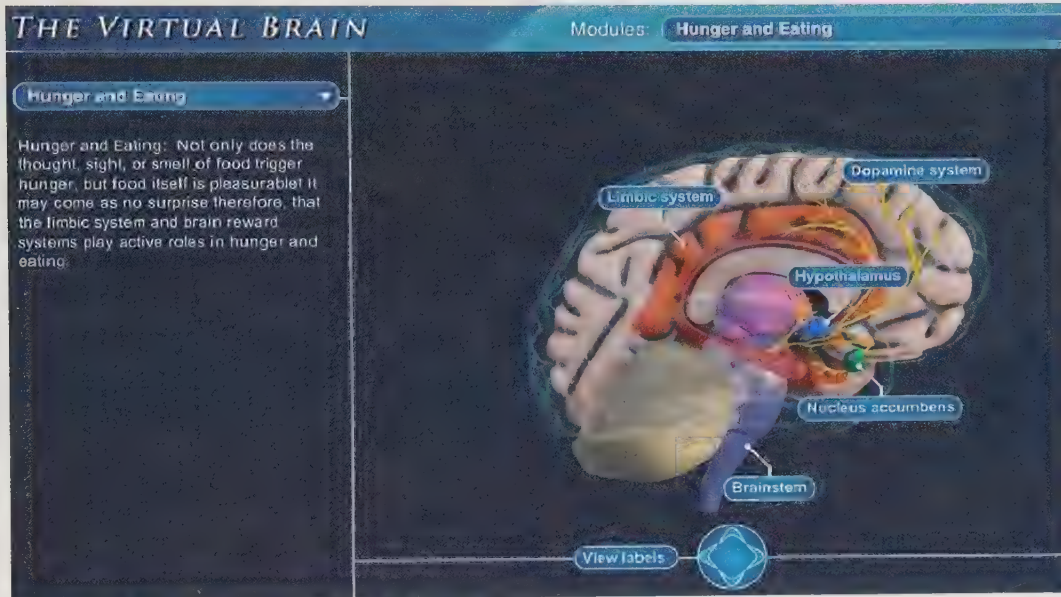 THE VIRTUAL BRAIN
Modules: Hunger and Eating
Hunger and Eating
Hunger and Eating: Not only does the
thought, sight, or smell of food trigger
hunger, but food itself is pleasurable! It
may come as no surprise therefore, that
the limbic system and brain reward
systems play active roles in hunger and
eating.
Dopamine system
Limbic system
Hypothalamus
Nucleus accumbens
Brainstem
View labels